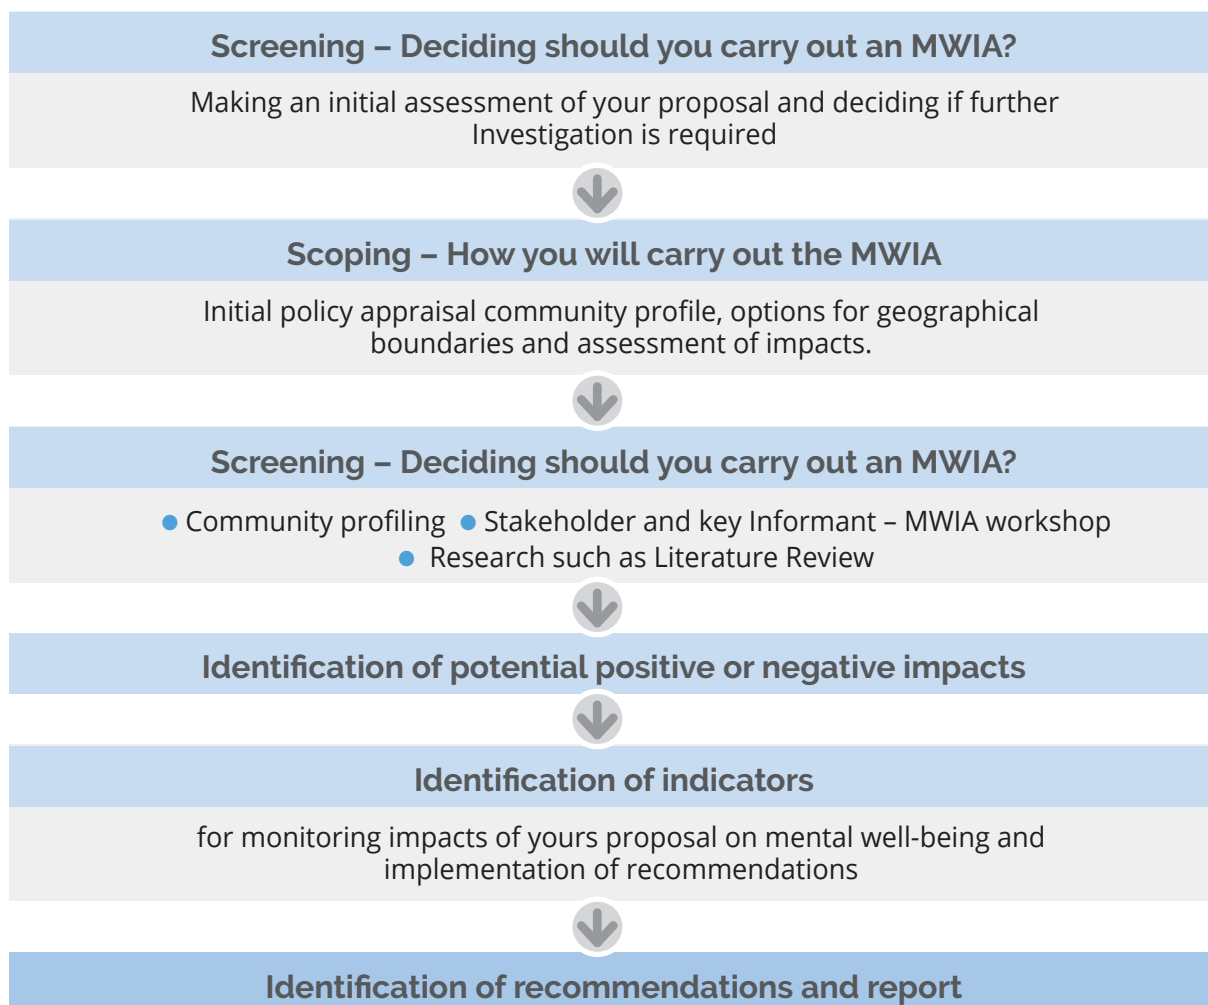 Screening – Deciding should you carry out an MWIA?
Making an initial assessment of your proposal and deciding if further
Investigation is required
Scoping – How you will carry out the MWIA
Initial policy appraisal community profile, options for geographical
boundaries and assessment of impacts.
Screening – Deciding should you carry out an MWIA?
● Community profiling ● Stakeholder and key Informant – MWIA workshop
● Research such as Literature Review
Identification of potential positive or negative impacts
Identification of indicators
for monitoring impacts of yours proposal on mental well-being and
implementation of recommendations
Identification of recommendations and report